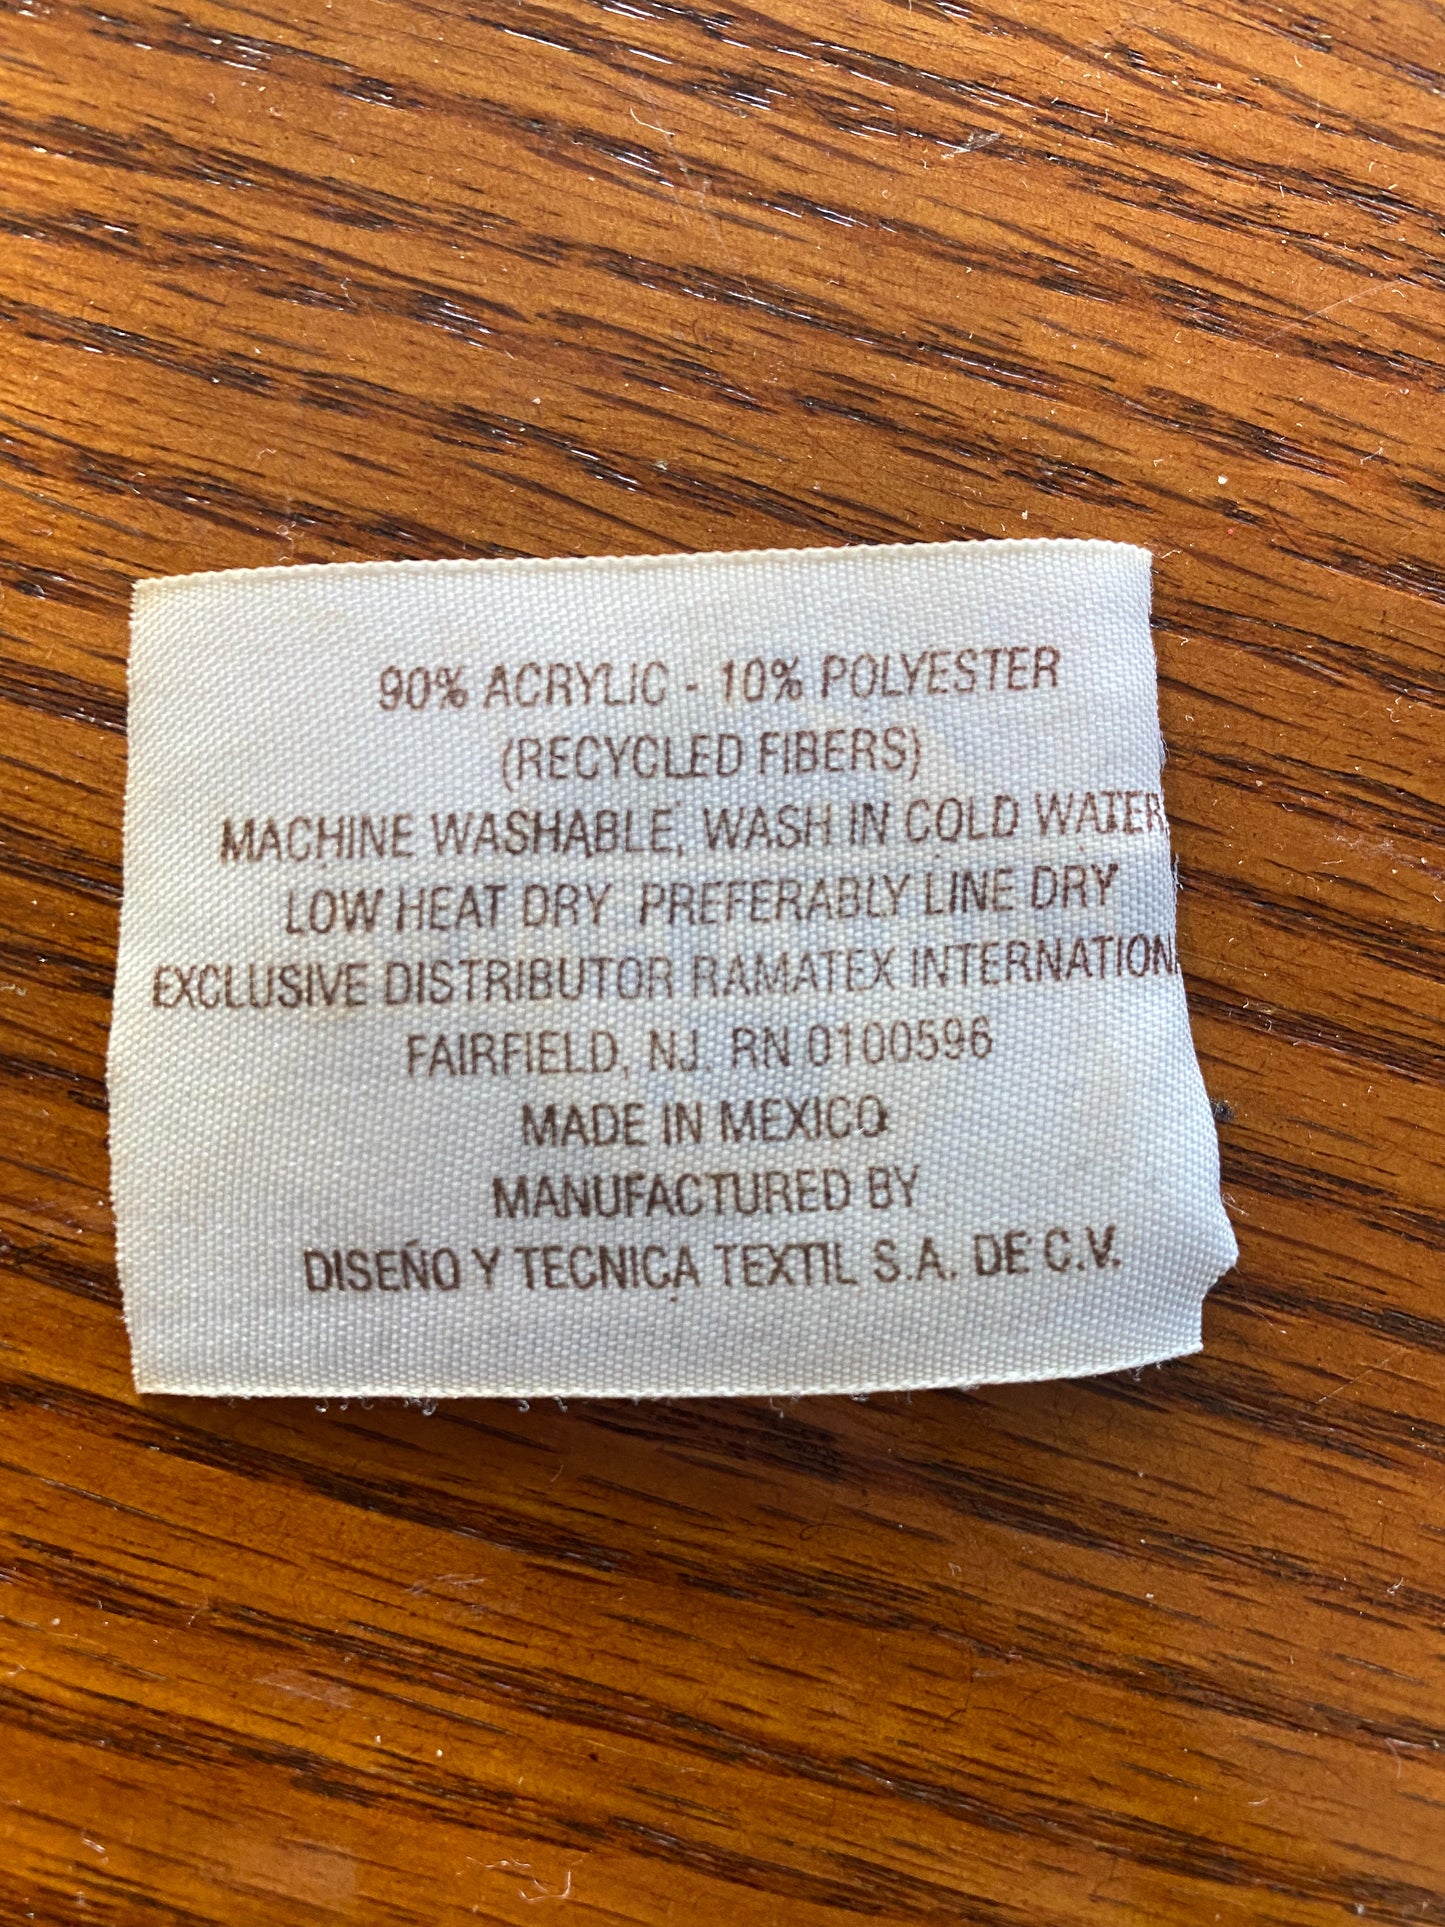 90% ACRYLIC - 10% POLYESTER
(RECYCLED FIBERS)
MACHINE WASHABLE, WASH IN COLD WATER,
LOW HEAT DRY PREFERABLY LINE DRY
EXCLUSIVE DISTRIBUTOR RAMATEX INTERNATIONA
FAIRFIELD, NJ. RN 0100596
MADE IN MEXICO
MANUFACTURED BY
DISEÑO Y TECNICA TEXTIL S.A. DE C.V.